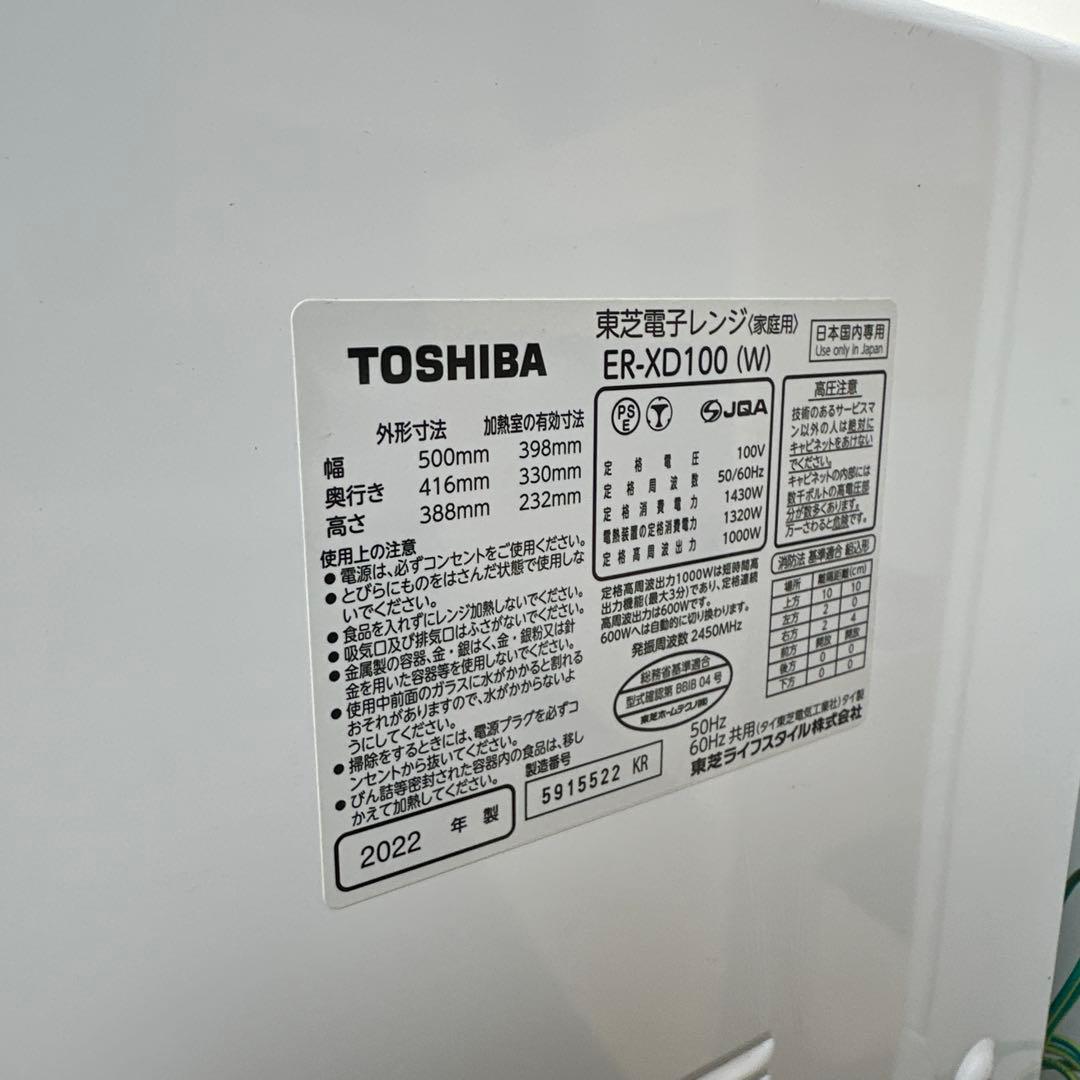 TOSHIBA
東芝電子レンジ〈家庭用〉
ER-XD100 (W)
日本国内専用
Use only in Japan
外形寸法 加熱室の有効寸法
幅 500mm 398mm
奥行き 416mm 330mm
高さ 388mm 232mm
使用上の注意
●電源は、必ずコンセントをご使用ください。
●とびらにものをはさんだ状態で使用しな
いでください。
●食品を入れずにレンジ加熱しないでください。
●吸気口及び排気口はふさがないでください。
●金属製の容器、金・銀はく、金・銀粉又は針
金を用いた容器等を使用しないでください。
●使用中前面のガラスに水がかかると割れる
おそれがありますので、水がかからないよ
うにしてください。
●掃除をするときには、電源プラグを必ずコ
ンセントから抜いてください。
●びん詰等密封された容器内の食品は、移し
かえて加熱してください。
2022 年 製
製造番号
5915522 KR
PS
E
JQA
定格電圧 100V
定格周波数 50/60Hz
定格消費電力 1430W
電熱装置の定格消費電力 1320W
定格高周波出力 1000W
定格高周波出力1000Wは短時間高
出力機能(最大3分)であり、定格連続
高周波出力は600Wです。
600Wへは自動的に切り換わります。
発振周波数 2450MHz
総務省基準適合
型式確認第 BBIB 04 号
東芝ホームテクノ(株)
50Hz
60Hz 共用(タイ東芝電気工業社)タイ製
東芝ライフスタイル株式会社
高圧注意
技術のあるサービスマ
ン以外の人は絶対に
キャビネットをあけない
でください。
キャビネットの内部には
数千ボルトの高電圧部
分が数多くあります。
万一さわると危険です。
消防法 基準適合 組込形
場所 離隔距離(cm)
上方 10 10
左方 2 0
右方 2 4
前方 開放 開放
後方 0 0
下方 0 0